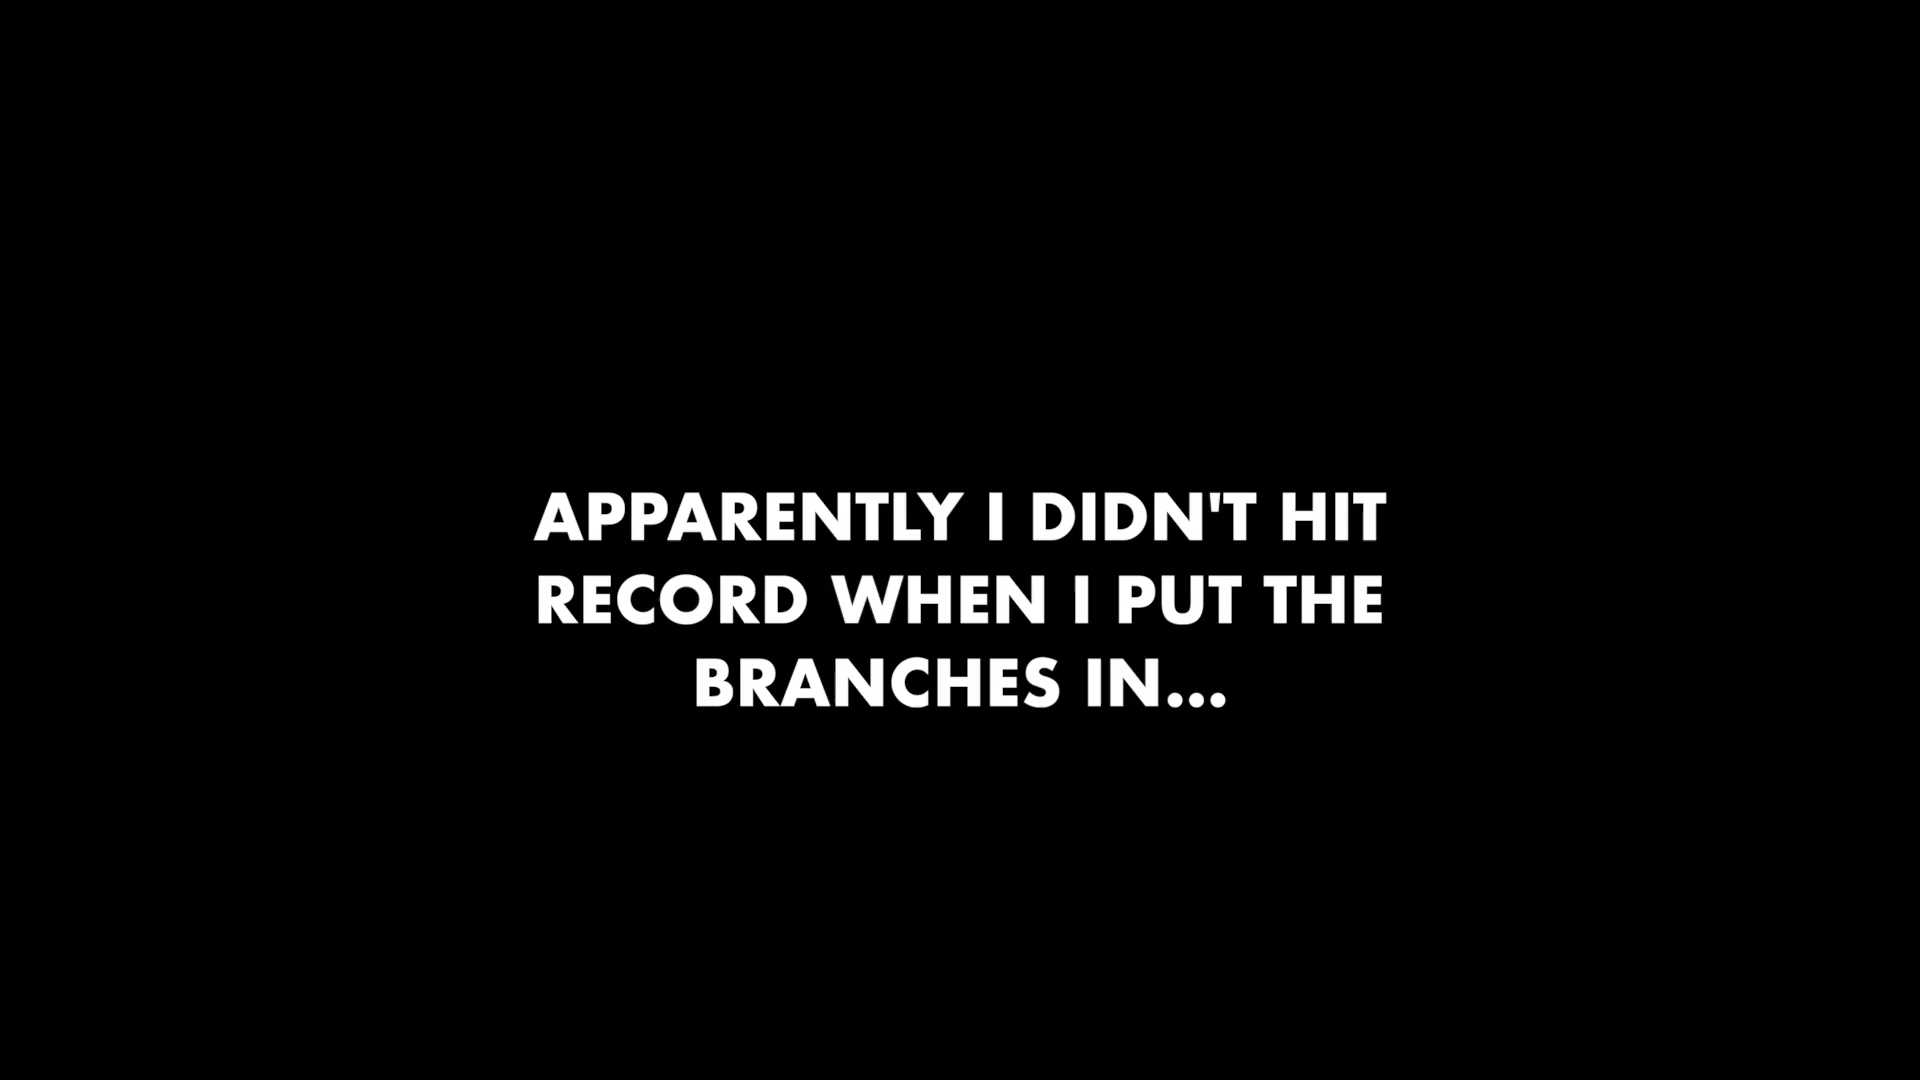 APPARENTLY I DIDN'T HIT
RECORD WHEN I PUT THE
BRANCHES IN...